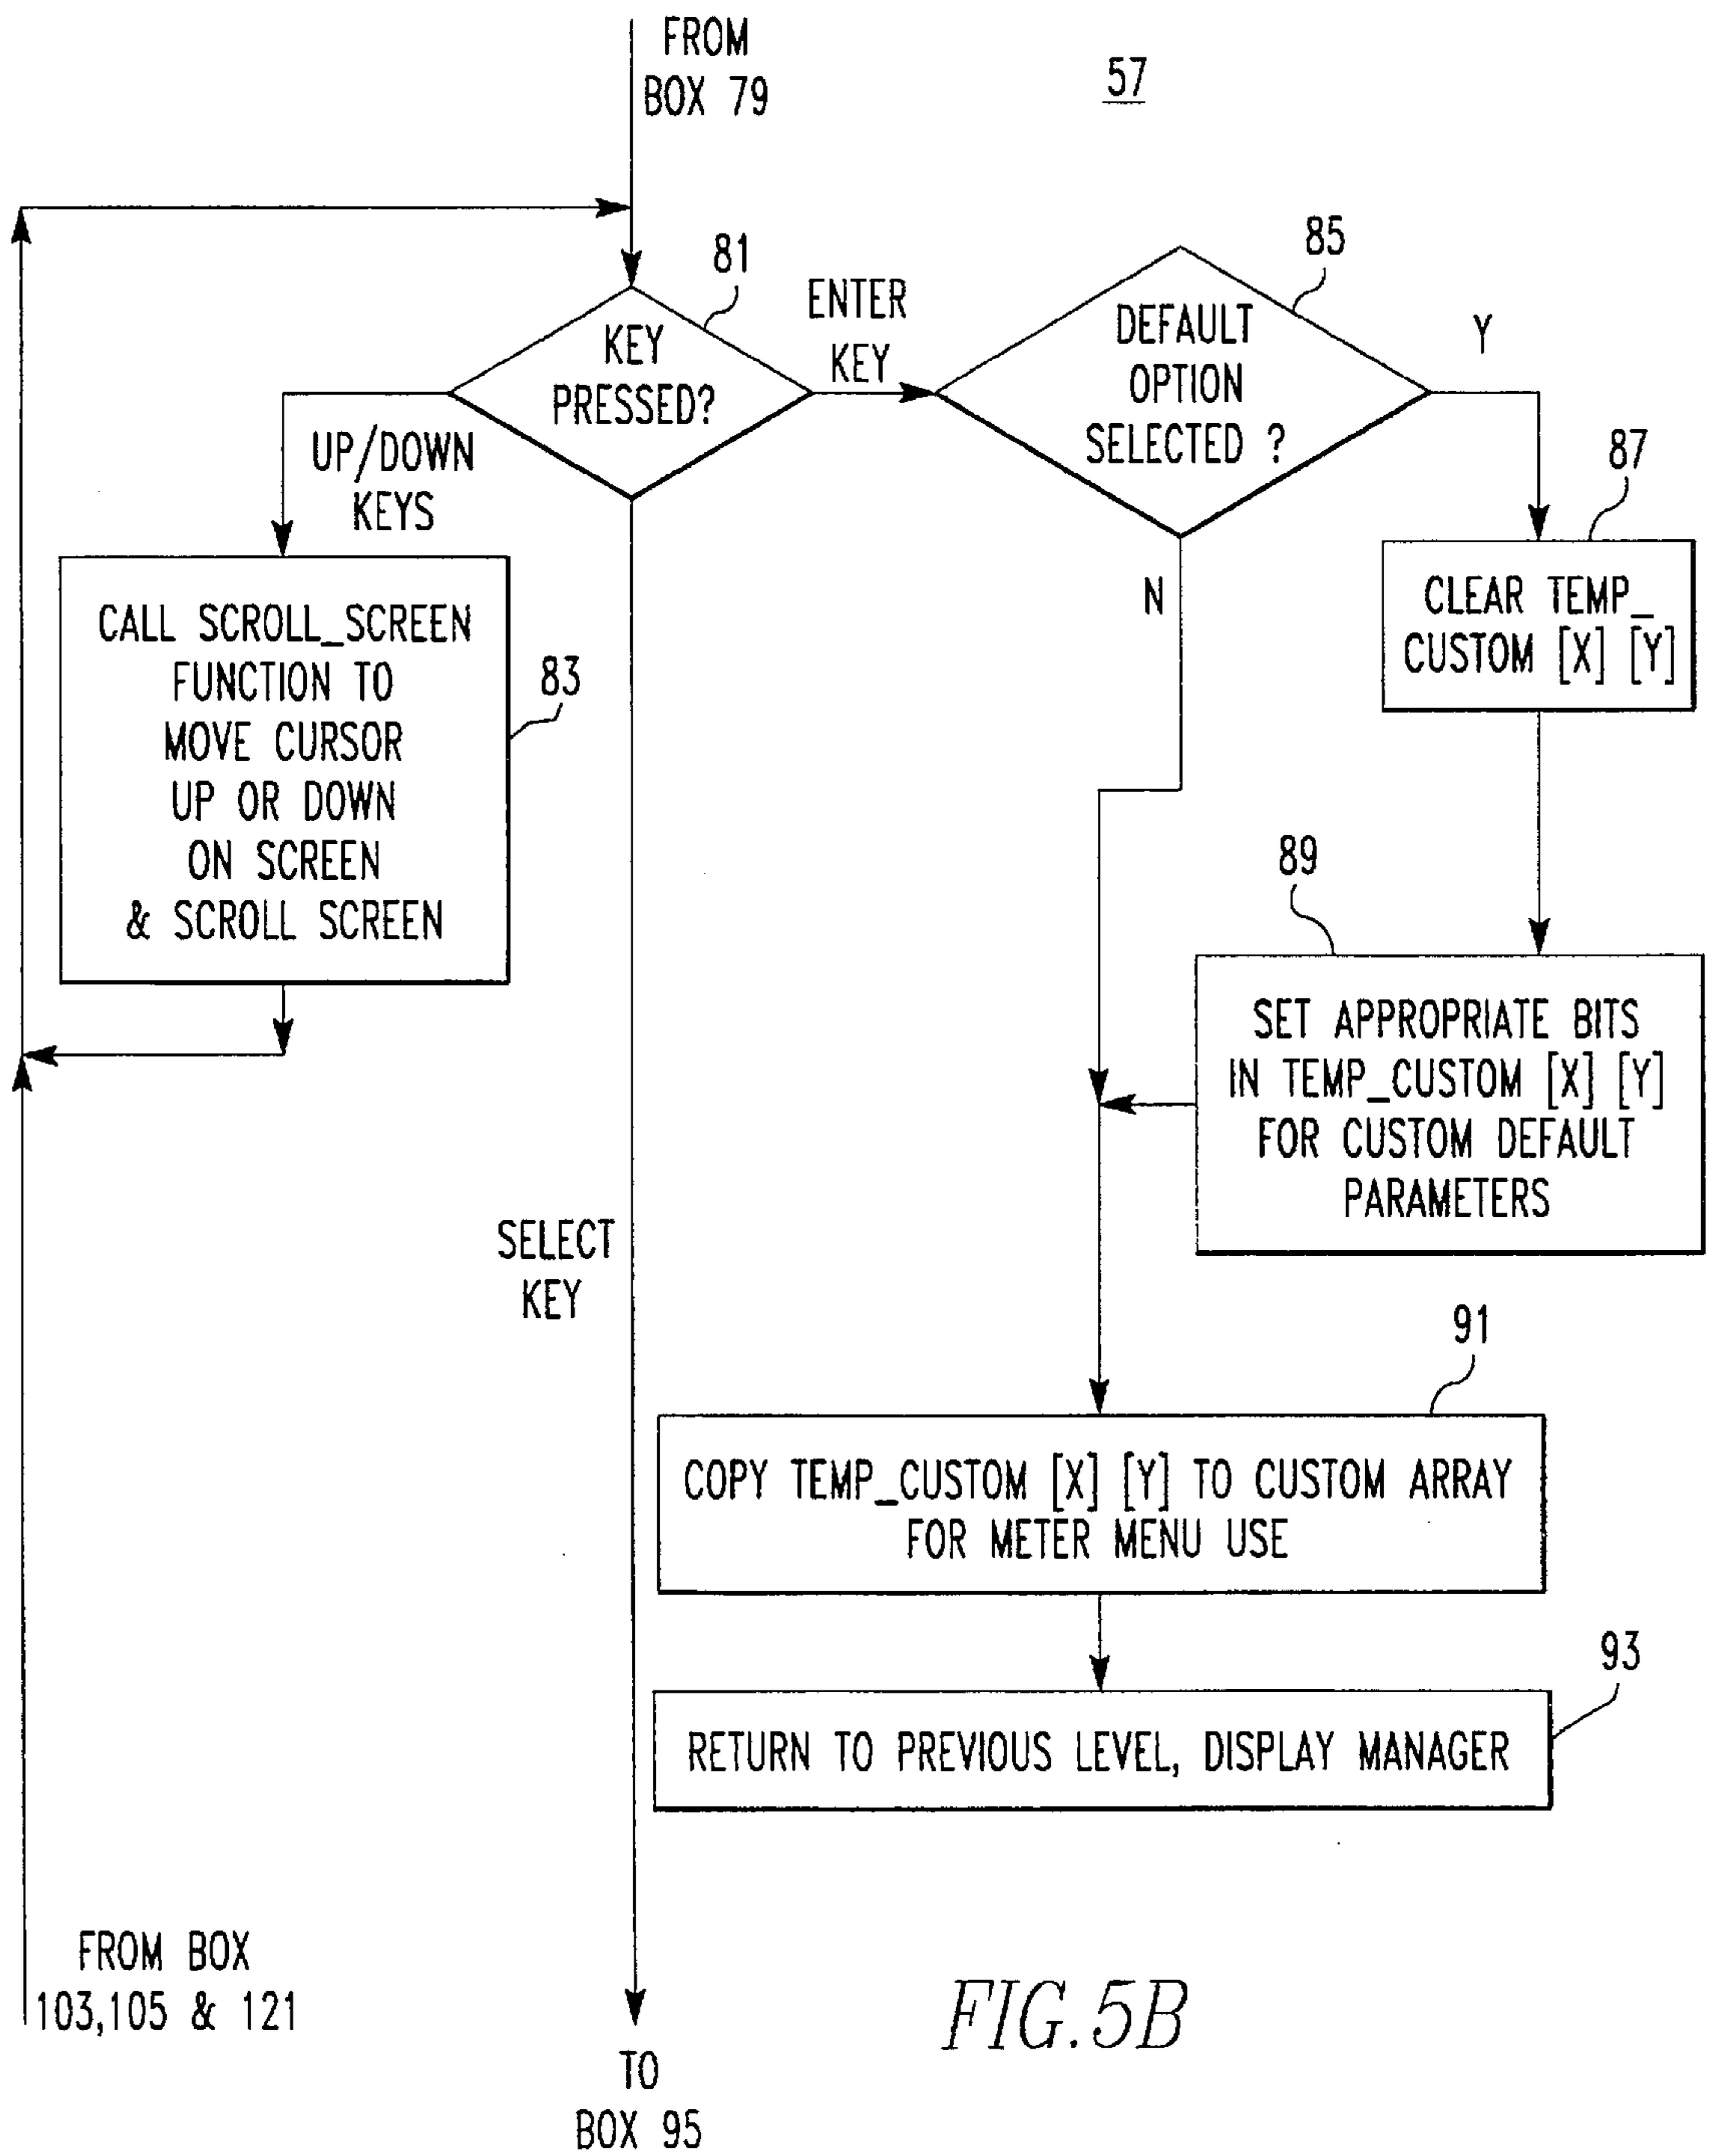 FROM
BOX 79
57
81
KEY
PRESSED?
ENTER
KEY
85
DEFAULT
OPTION
SELECTED ?
Y
UP/DOWN
KEYS
87
CLEAR TEMP_
CUSTOM [X] [Y]
N
CALL SCROLL_SCREEN
FUNCTION TO
MOVE CURSOR
UP OR DOWN
ON SCREEN
& SCROLL SCREEN
83
89
SET APPROPRIATE BITS
IN TEMP_CUSTOM [X] [Y]
FOR CUSTOM DEFAULT
PARAMETERS
SELECT
KEY
91
COPY TEMP_CUSTOM [X] [Y] TO CUSTOM ARRAY
FOR METER MENU USE
93
RETURN TO PREVIOUS LEVEL, DISPLAY MANAGER
FROM BOX
103,105 & 121
TO
BOX 95
FIG.5B